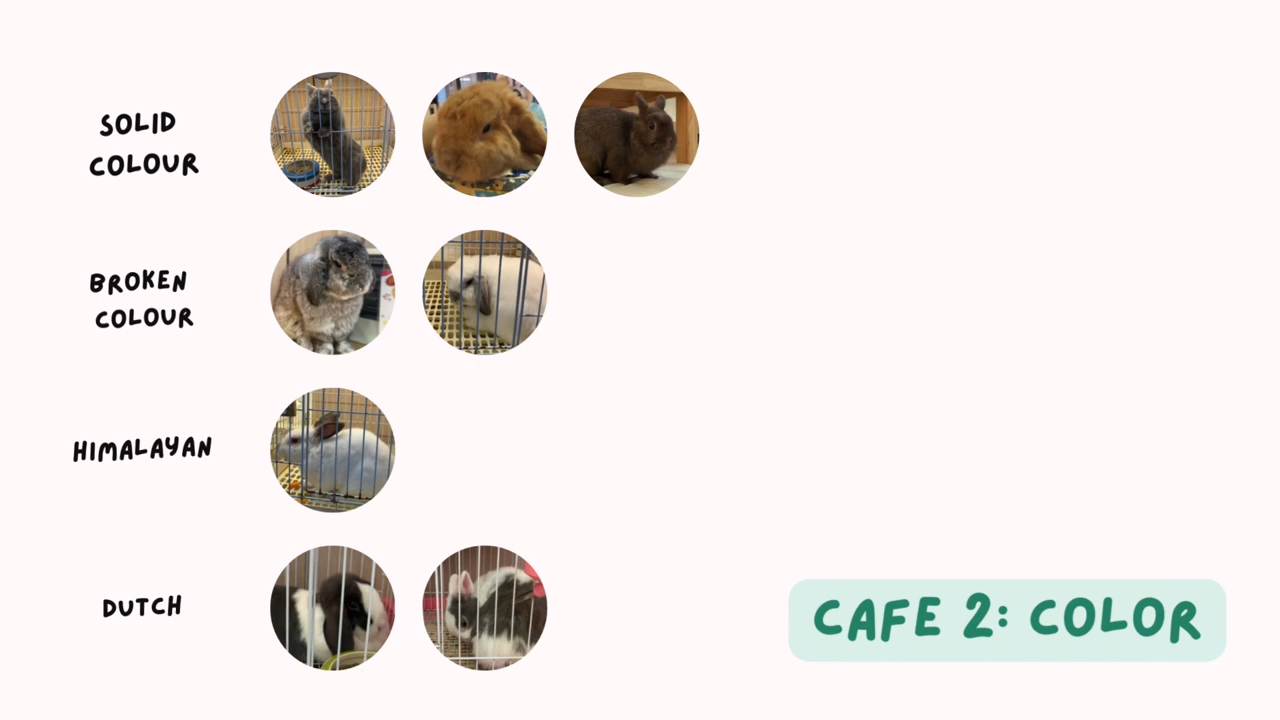 SOLID
COLOUR
BROKEN
COLOUR
HIMALAYAN
DUTCH
CAFE 2: COLOR